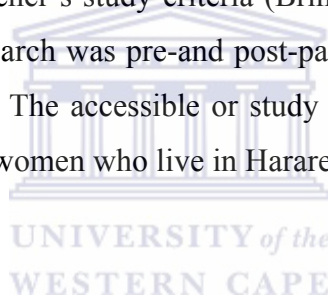 cher's study criteria (Brin
arch was pre-and post-pa
The accessible or study
women who live in Harare
UNIVERSITY of the
WESTERN CAPE